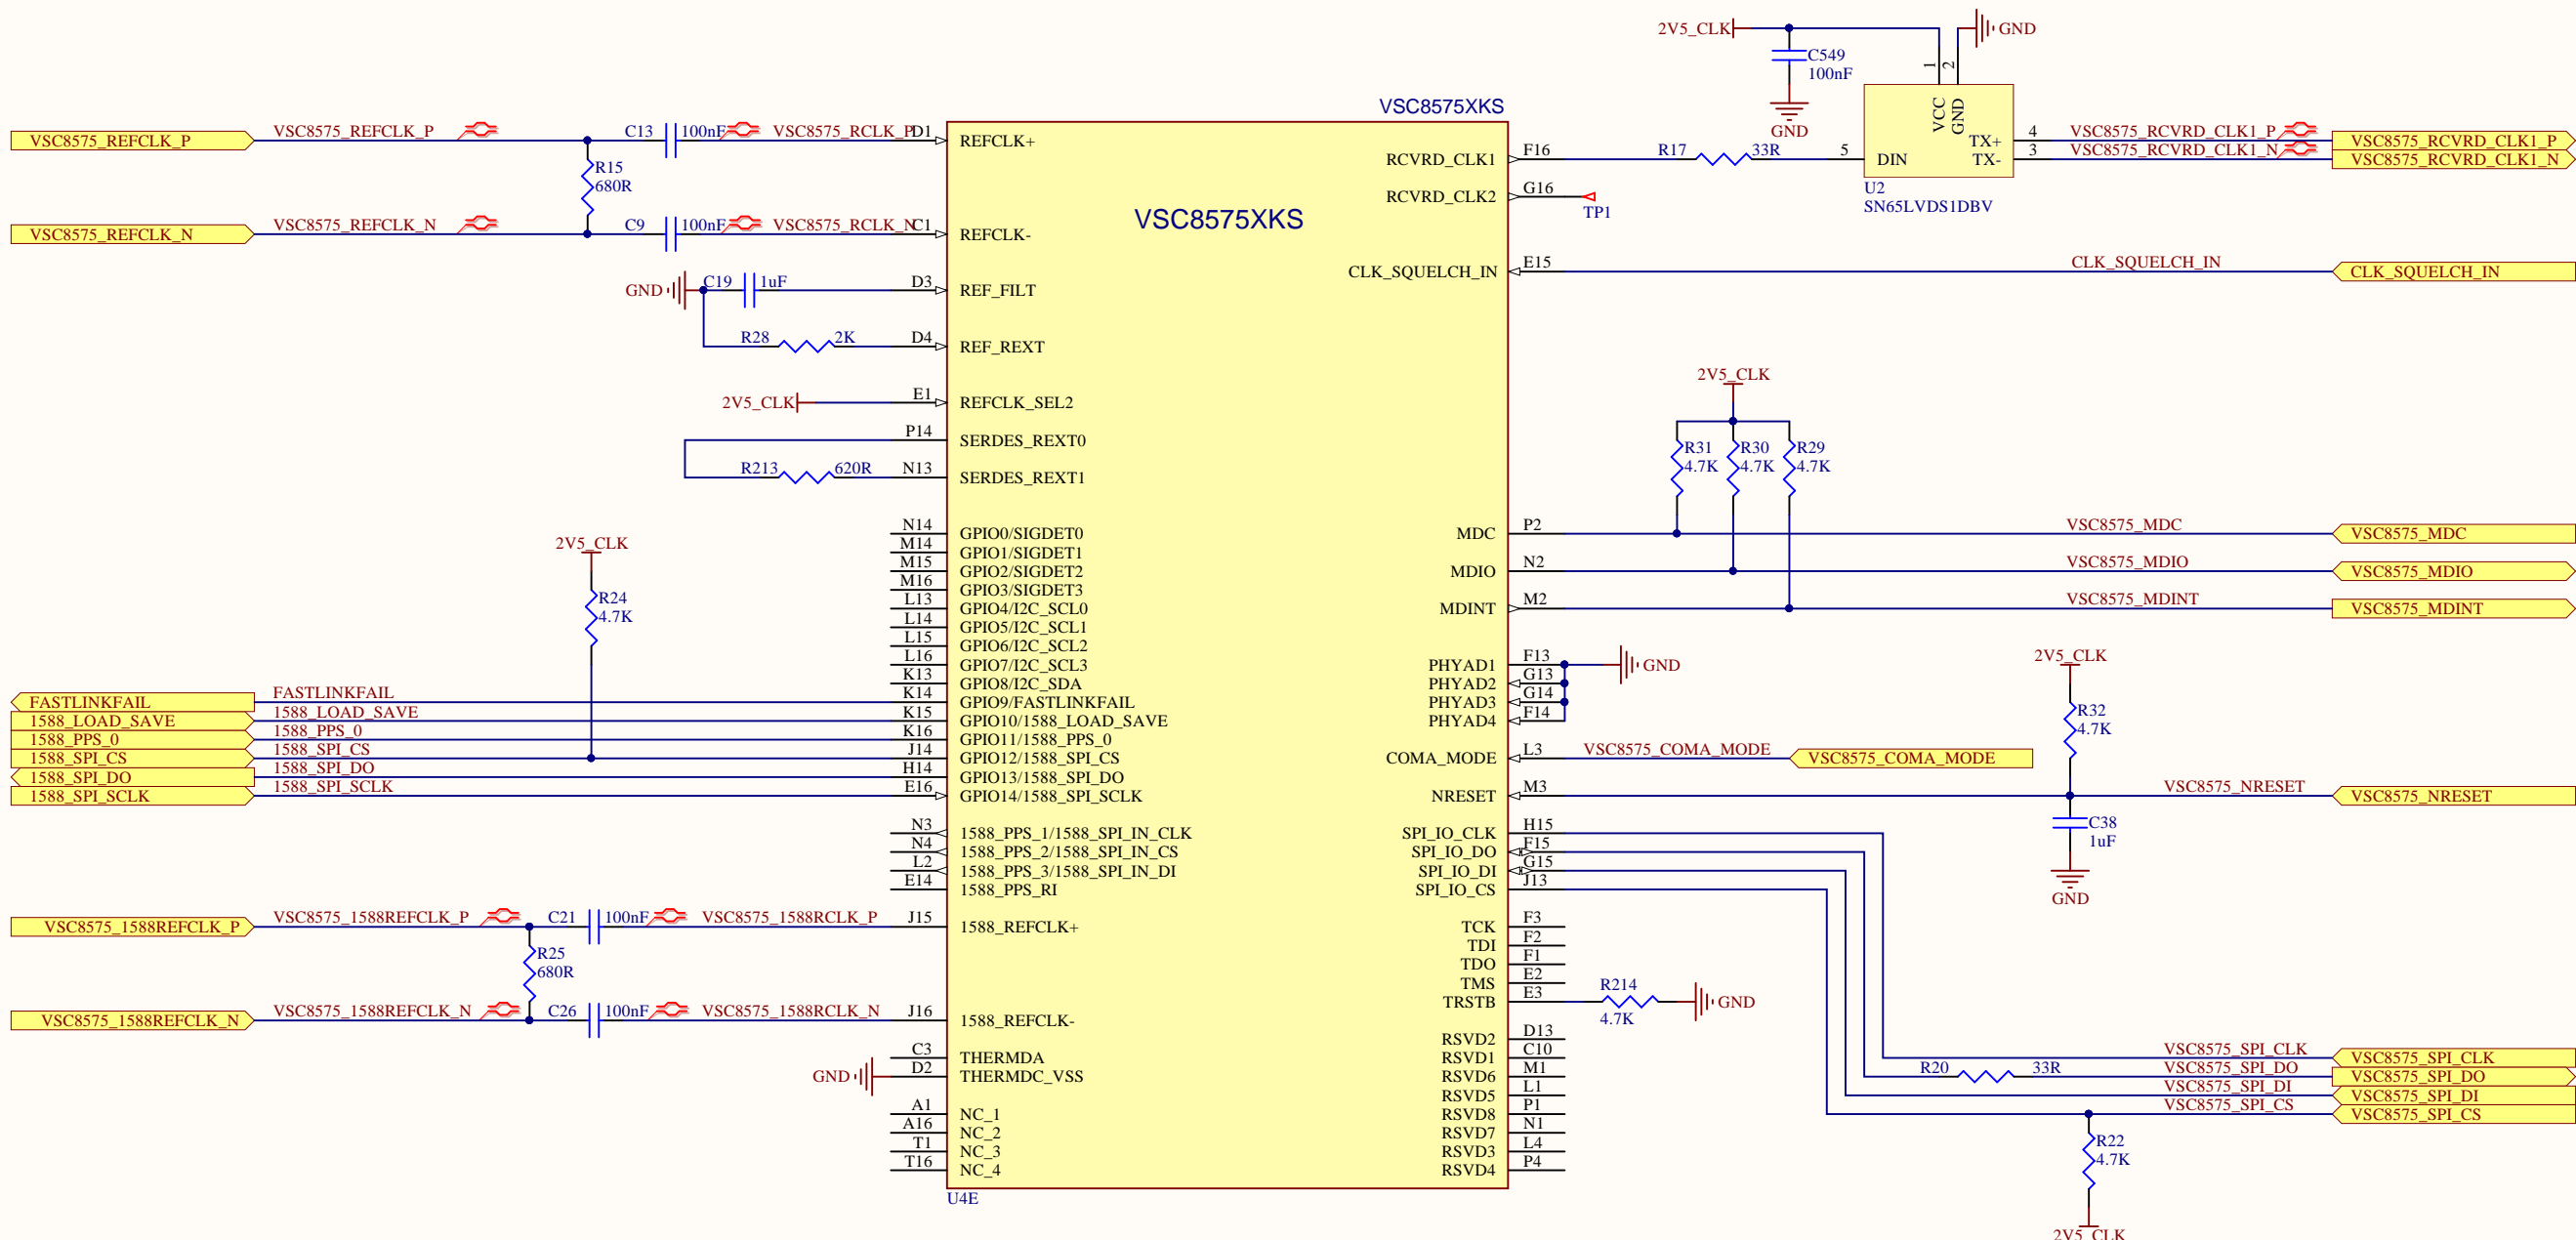 2V5_CLK
GND
C549
100nF
GND
1
2
VCC
GND
DIN
5
TX+
TX-
4
3
U2
SN65LVDS1DBV
VSC8575_RCVRD_CLK1_P
VSC8575_RCVRD_CLK1_N
VSC8575_RCVRD_CLK1_P
VSC8575_RCVRD_CLK1_N
VSC8575XKS
VSC8575XKS
VSC8575_REFCLK_P
VSC8575_REFCLK_P
C13
100nF
VSC8575_RCLK_P
D1
REFCLK+
R15
680R
VSC8575_REFCLK_N
VSC8575_REFCLK_N
C9
100nF
VSC8575_RCLK_N
C1
REFCLK-
GND
C19
1uF
D3
REF_FILT
R28
2K
D4
REF_REXT
2V5_CLK
E1
REFCLK_SEL2
P14
SERDES_REXT0
R213
620R
N13
SERDES_REXT1
N14
GPIO0/SIGDET0
M14
GPIO1/SIGDET1
M15
GPIO2/SIGDET2
M16
GPIO3/SIGDET3
L13
GPIO4/I2C_SCL0
L14
GPIO5/I2C_SCL1
L15
GPIO6/I2C_SCL2
L16
GPIO7/I2C_SCL3
K13
GPIO8/I2C_SDA
2V5_CLK
R24
4.7K
FASTLINKFAIL
FASTLINKFAIL
K14
GPIO9/FASTLINKFAIL
1588_LOAD_SAVE
1588_LOAD_SAVE
K15
GPIO10/1588_LOAD_SAVE
1588_PPS_0
1588_PPS_0
K16
GPIO11/1588_PPS_0
1588_SPI_CS
1588_SPI_CS
J14
GPIO12/1588_SPI_CS
1588_SPI_DO
1588_SPI_DO
H14
GPIO13/1588_SPI_DO
1588_SPI_SCLK
1588_SPI_SCLK
E16
GPIO14/1588_SPI_SCLK
N3
1588_PPS_1/1588_SPI_IN_CLK
N4
1588_PPS_2/1588_SPI_IN_CS
L2
1588_PPS_3/1588_SPI_IN_DI
E14
1588_PPS_RI
VSC8575_1588REFCLK_P
VSC8575_1588REFCLK_P
C21
100nF
VSC8575_1588RCLK_P
J15
1588_REFCLK+
R25
680R
VSC8575_1588REFCLK_N
VSC8575_1588REFCLK_N
C26
100nF
VSC8575_1588RCLK_N
J16
1588_REFCLK-
C3
THERMDA
GND
D2
THERMDC_VSS
A1
NC_1
A16
NC_2
T1
NC_3
T16
NC_4
U4E
RCVRD_CLK1
F16
R17
33R
RCVRD_CLK2
G16
TP1
CLK_SQUELCH_IN
E15
CLK_SQUELCH_IN
CLK_SQUELCH_IN
2V5_CLK
R31
4.7K
R30
4.7K
R29
4.7K
MDC
P2
VSC8575_MDC
VSC8575_MDC
MDIO
N2
VSC8575_MDIO
VSC8575_MDIO
MDINT
M2
VSC8575_MDINT
VSC8575_MDINT
PHYAD1
F13
GND
PHYAD2
G13
PHYAD3
G14
PHYAD4
F14
COMA_MODE
L3
VSC8575_COMA_MODE
VSC8575_COMA_MODE
2V5_CLK
R32
4.7K
NRESET
M3
VSC8575_NRESET
VSC8575_NRESET
C38
1uF
GND
SPI_IO_CLK
H15
SPI_IO_DO
F15
SPI_IO_DI
G15
SPI_IO_CS
J13
TCK
F3
TDI
F2
TDO
F1
TMS
E2
TRSTB
E3
R214
4.7K
GND
RSVD2
D13
RSVD1
C10
RSVD6
M1
RSVD5
L1
RSVD8
P1
RSVD7
N1
RSVD3
L4
RSVD4
P4
VSC8575_SPI_CLK
VSC8575_SPI_CLK
R20
33R
VSC8575_SPI_DO
VSC8575_SPI_DO
VSC8575_SPI_DI
VSC8575_SPI_DI
VSC8575_SPI_CS
VSC8575_SPI_CS
R22
4.7K
2V5_CLK